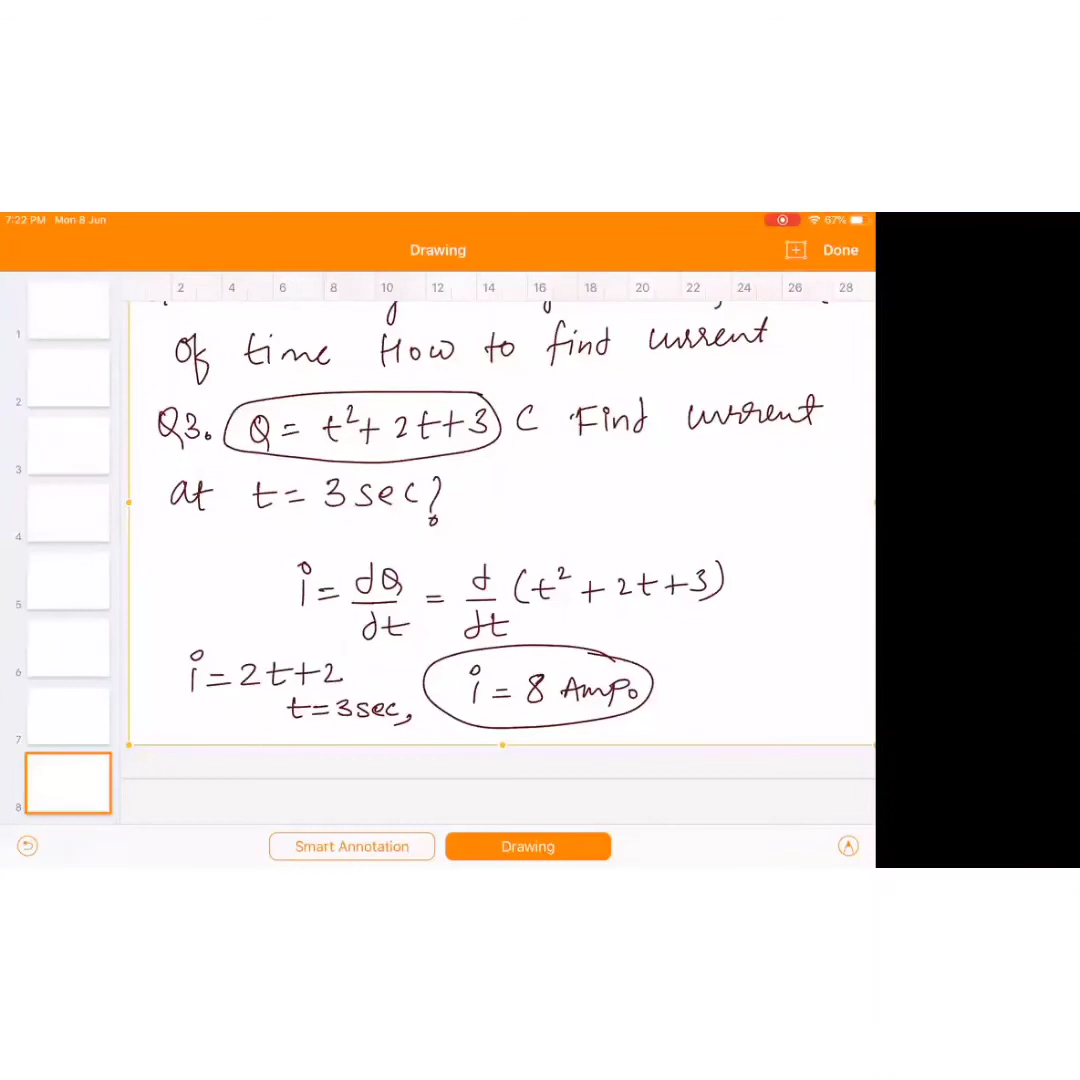 7:22 PM Mon 8 Jun
67%
Drawing
Done
2 4 6 8 10 12 14 16 18 20 22 24 26 28
of time How to find current
Q3. Q = t² + 2t + 3 C Find current
at t = 3 sec?
i = dQ/dt = d/dt (t² + 2t + 3)
i = 2t + 2
t = 3 sec,
i = 8 Amp.
1
2
3
4
5
6
7
8
Smart Annotation
Drawing